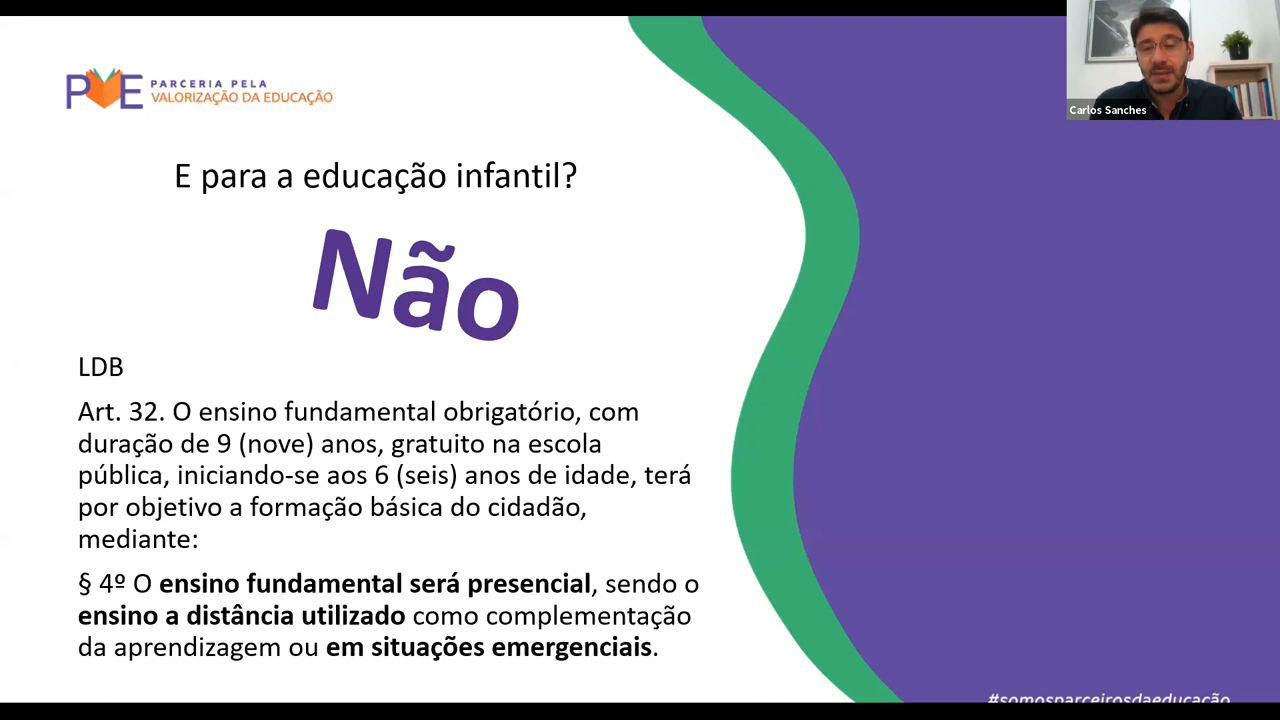 PVE PARCERIA PELA
VALORIZAÇÃO DA EDUCAÇÃO
Carlos Sanches
E para a educação infantil?
Não
LDB
Art. 32. O ensino fundamental obrigatório, com
duração de 9 (nove) anos, gratuito na escola
pública, iniciando-se aos 6 (seis) anos de idade, terá
por objetivo a formação básica do cidadão,
mediante:
§ 4º O ensino fundamental será presencial, sendo o
ensino a distância utilizado como complementação
da aprendizagem ou em situações emergenciais.
#somosparceirosdaeducação